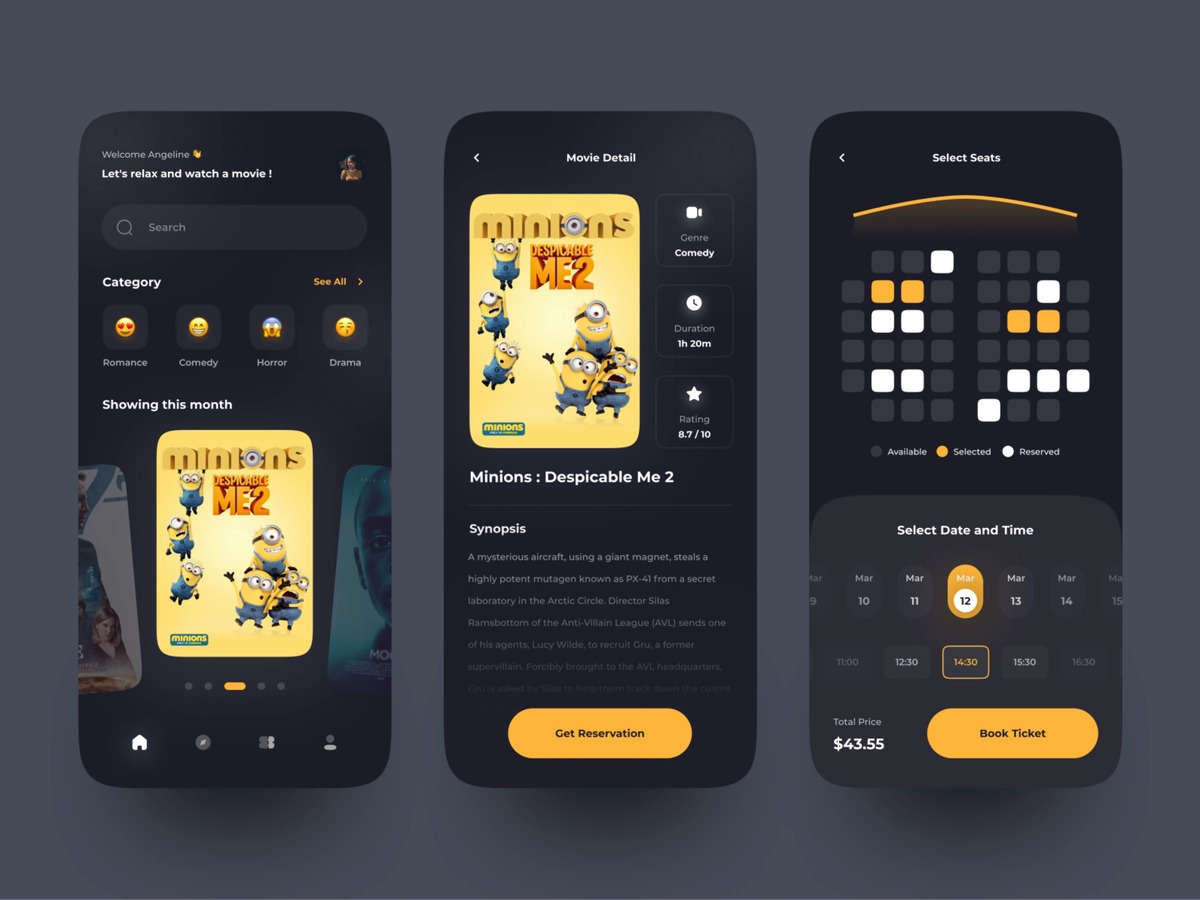 Welcome Angeline 👋
Let's relax and watch a movie !
Search
Category
See All
Romance
Comedy
Horror
Drama
Showing this month
minions
DESPICABLE
ME2
MINIONS
Movie Detail
minions
DESPICABLE
ME2
MINIONS
Genre
Comedy
Duration
1h 20m
Rating
8.7 / 10
Minions : Despicable Me 2
Synopsis
A mysterious aircraft, using a giant magnet, steals a
highly potent mutagen known as PX-41 from a secret
laboratory in the Arctic Circle. Director Silas
Ramsbottom of the Anti-Villain League (AVL) sends one
of his agents, Lucy Wilde, to recruit Gru, a former
supervillain. Forcibly brought to the AVL headquarters,
Gru is asked by Silas to help them track down the culprit
Get Reservation
Select Seats
Available
Selected
Reserved
Select Date and Time
Mar
9
Mar
10
Mar
11
Mar
12
Mar
13
Mar
14
Ma
15
11:00
12:30
14:30
15:30
16:30
Total Price
$43.55
Book Ticket